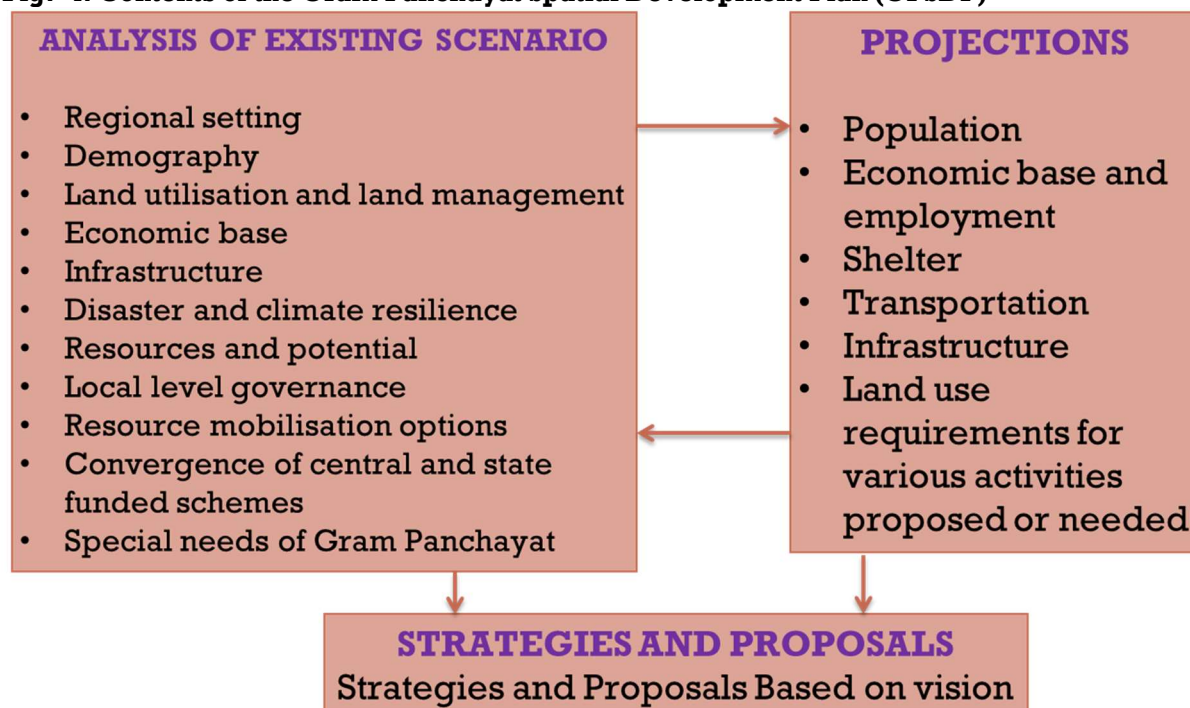 ANALYSIS OF EXISTING SCENARIO
• Regional setting
• Demography
• Land utilisation and land management
• Economic base
• Infrastructure
• Disaster and climate resilience
• Resources and potential
• Local level governance
• Resource mobilisation options
• Convergence of central and state
funded schemes
• Special needs of Gram Panchayat
PROJECTIONS
• Population
• Economic base and
employment
• Shelter
• Transportation
• Infrastructure
• Land use
requirements for
various activities
proposed or needed
STRATEGIES AND PROPOSALS
Strategies and Proposals Based on vision